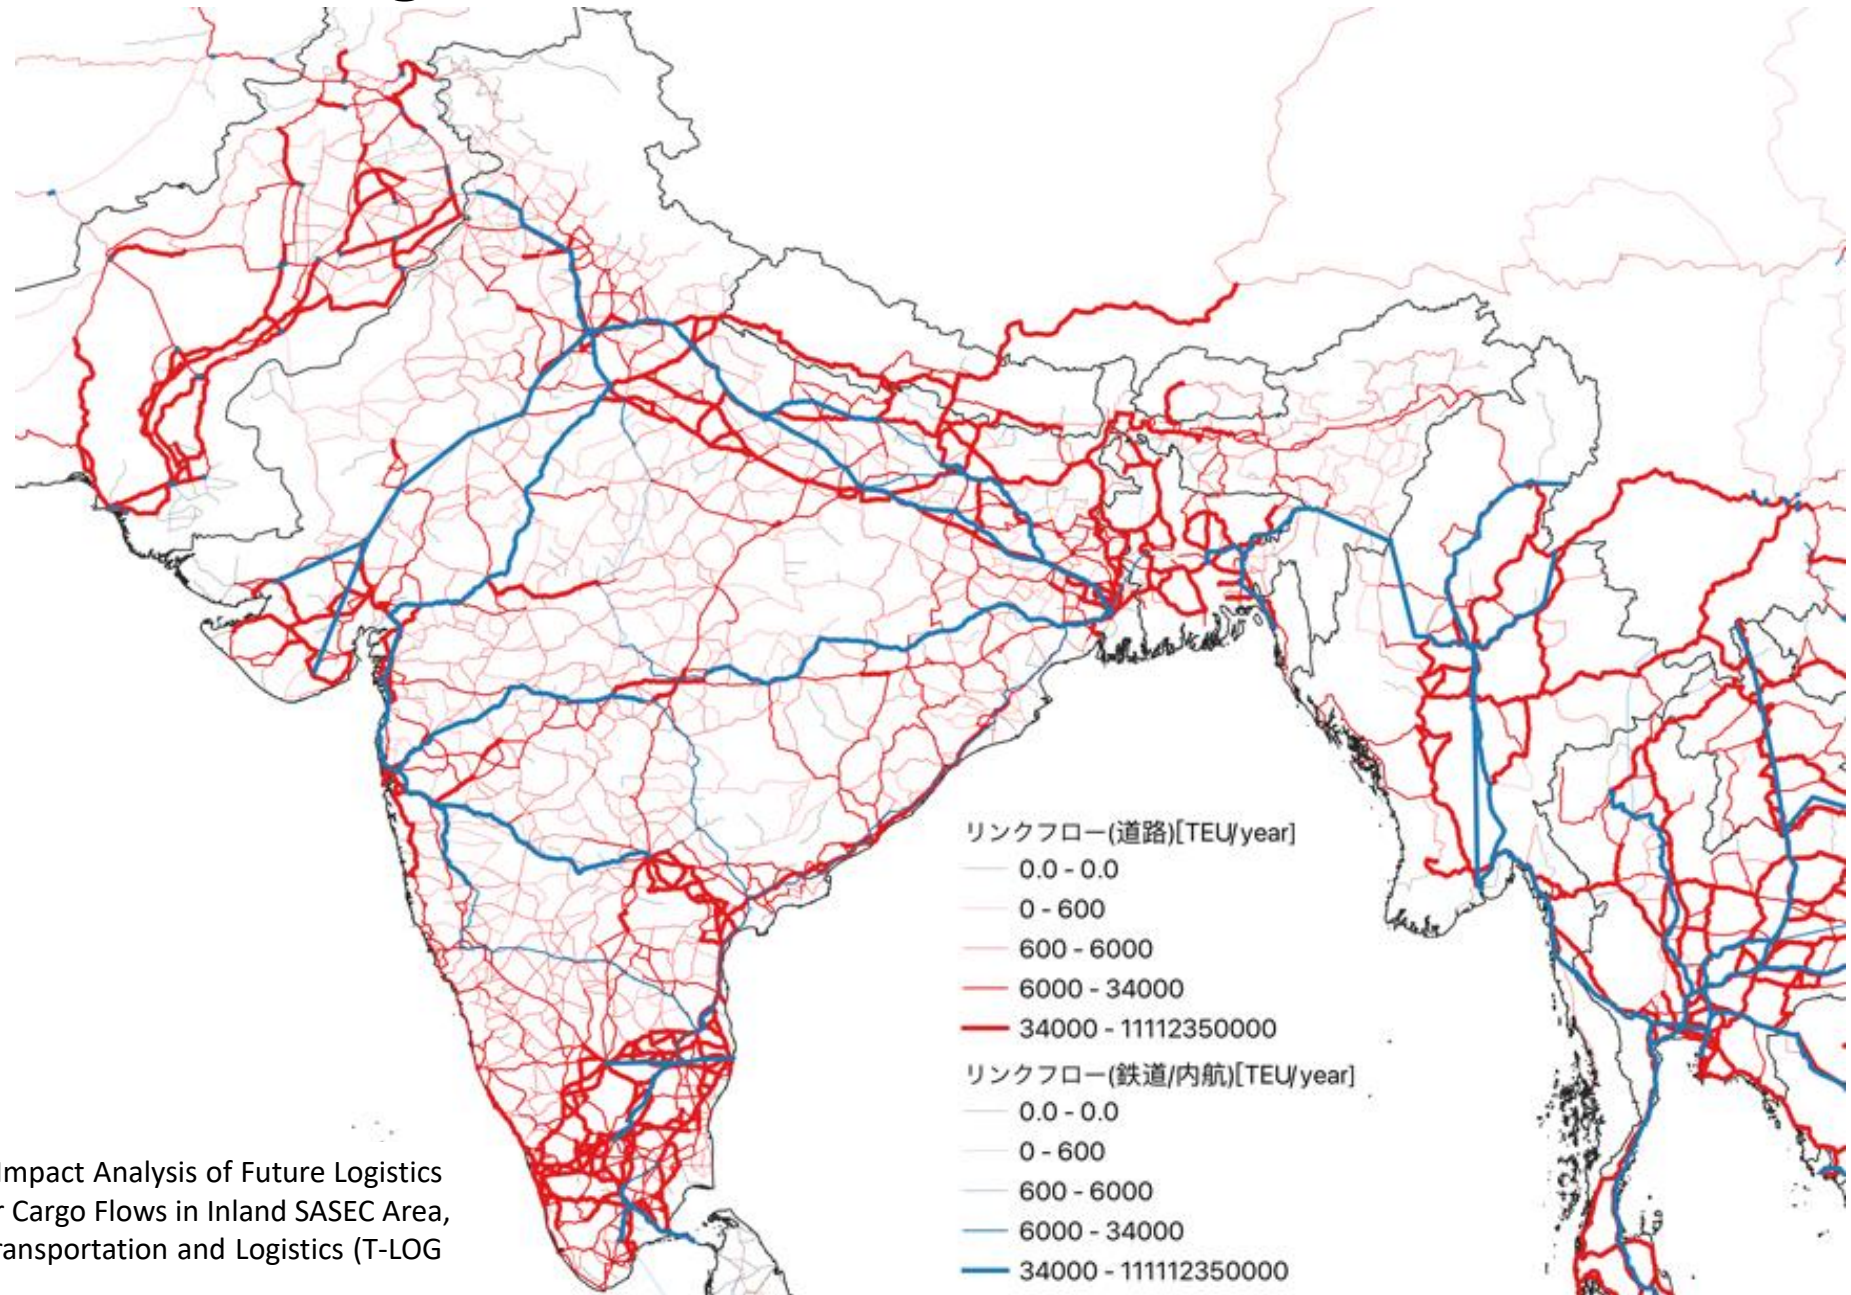 リンクフロー(道路)[TEU/year]
0.0 - 0.0
0 - 600
600 - 6000
6000 - 34000
34000 - 11112350000
リンクフロー(鉄道/内航)[TEU/year]
0.0 - 0.0
0 - 600
600 - 6000
6000 - 34000
34000 - 111112350000
Impact Analysis of Future Logistics
Cargo Flows in Inland SASEC Area,
and Logistics (T-LOG